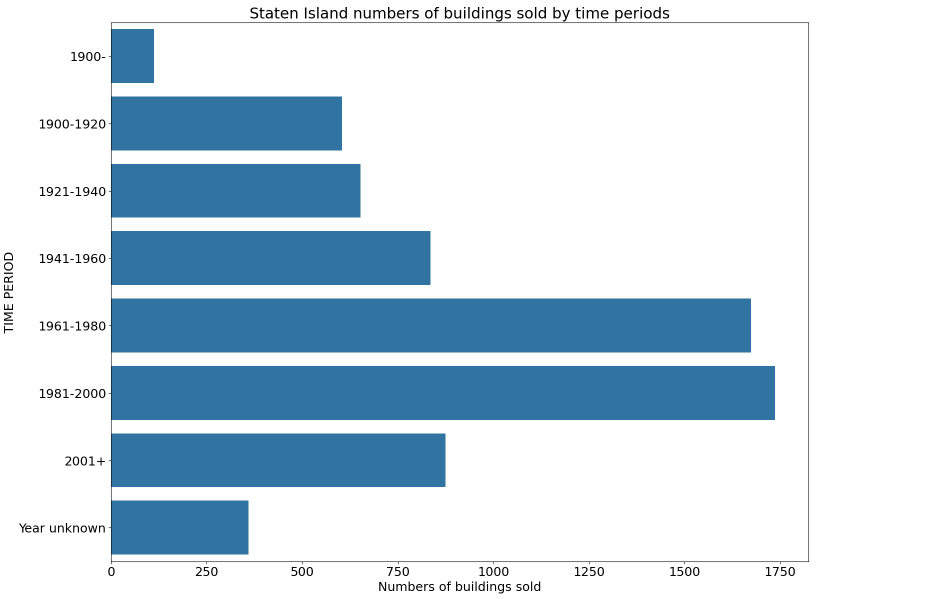 Staten Island numbers of buildings sold by time periods
TIME PERIOD
1900-
1900-1920
1921-1940
1941-1960
1961-1980
1981-2000
2001+
Year unknown
0 250 500 750 1000 1250 1500 1750
Numbers of buildings sold